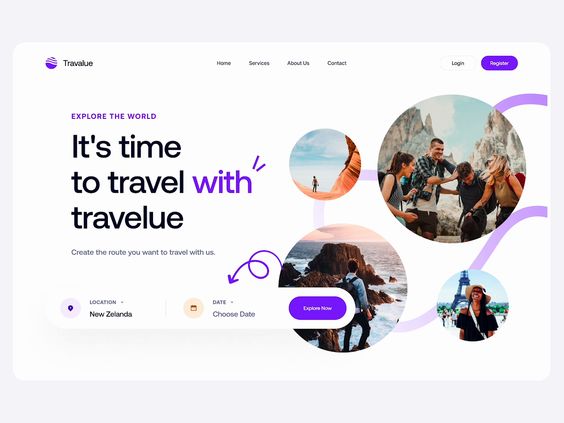 Travalue
Home Services About Us Contact
Login Register
EXPLORE THE WORLD
It's time
to travel with
travelue
Create the route you want to travel with us.
LOCATION
New Zelanda
DATE
Choose Date
Explore Now